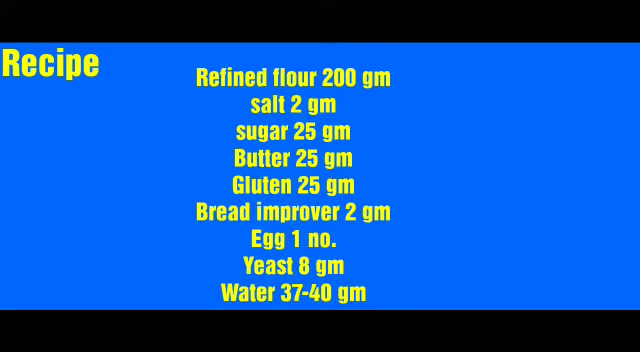 Recipe
Refined flour 200 gm
salt 2 gm
sugar 25 gm
Butter 25 gm
Gluten 25 gm
Bread improver 2 gm
Egg 1 no.
Yeast 8 gm
Water 37-40 gm